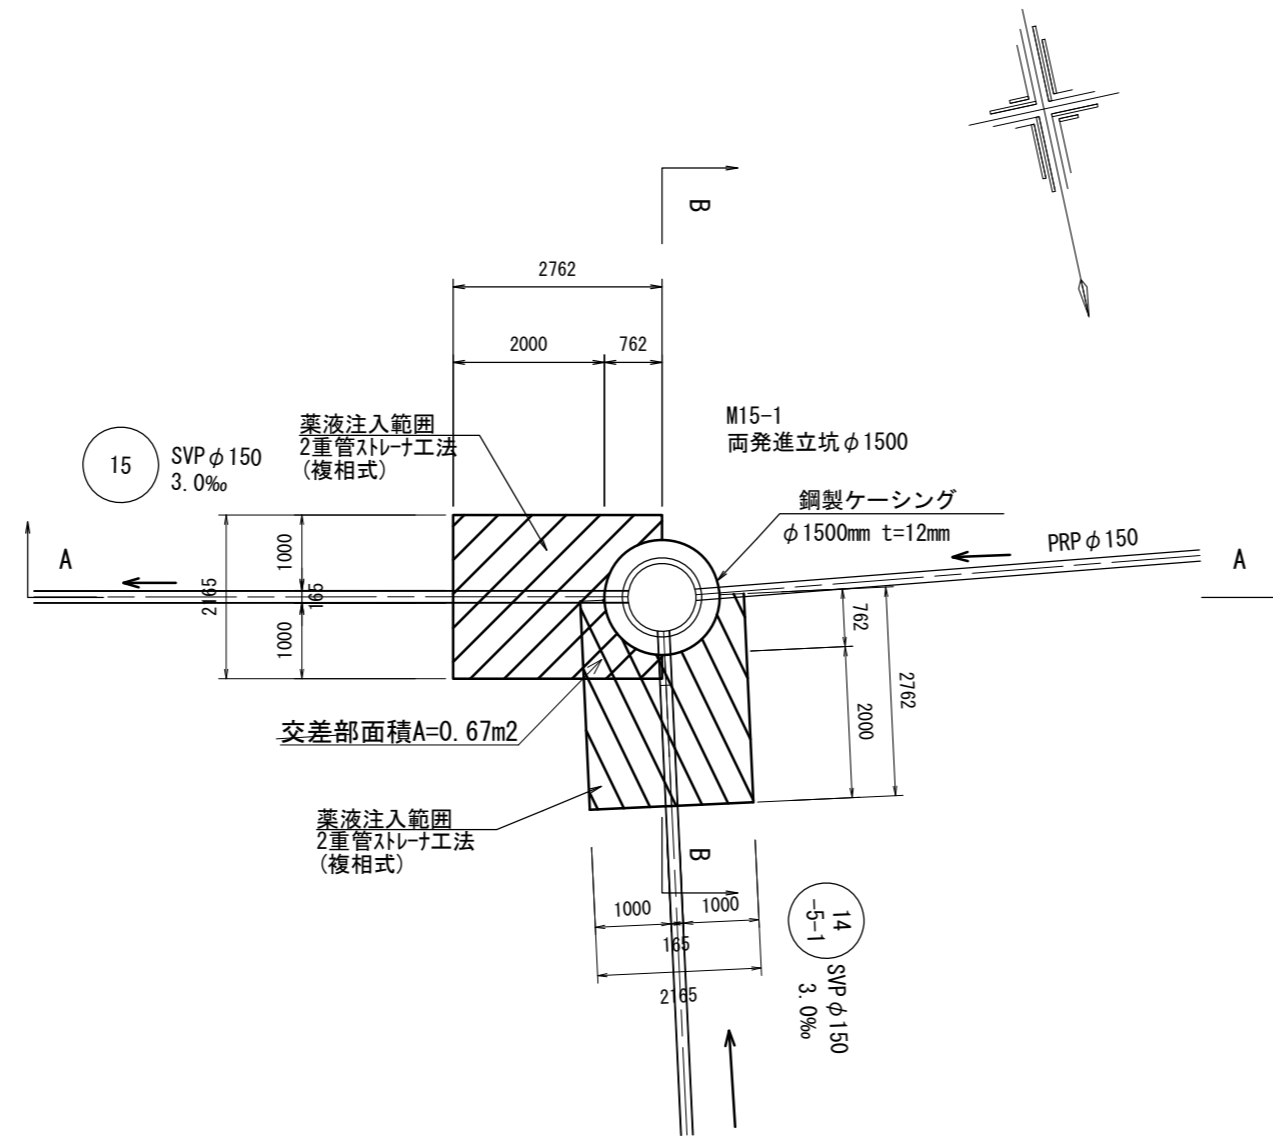 B
2762
2000
762
薬液注入範囲
2重管ストレーナ工法
(複相式)
M15-1
両発進立坑φ1500
15
SVPφ150
3.0‰
鋼製ケーシング
φ1500mm t=12mm
PRPφ150
A
A
1000
2165
165
1000
762
2762
2000
交差部面積A=0.67m2
薬液注入範囲
2重管ストレーナ工法
(複相式)
B
1000
1000
165
2165
14
-5-1
SVPφ150
3.0‰